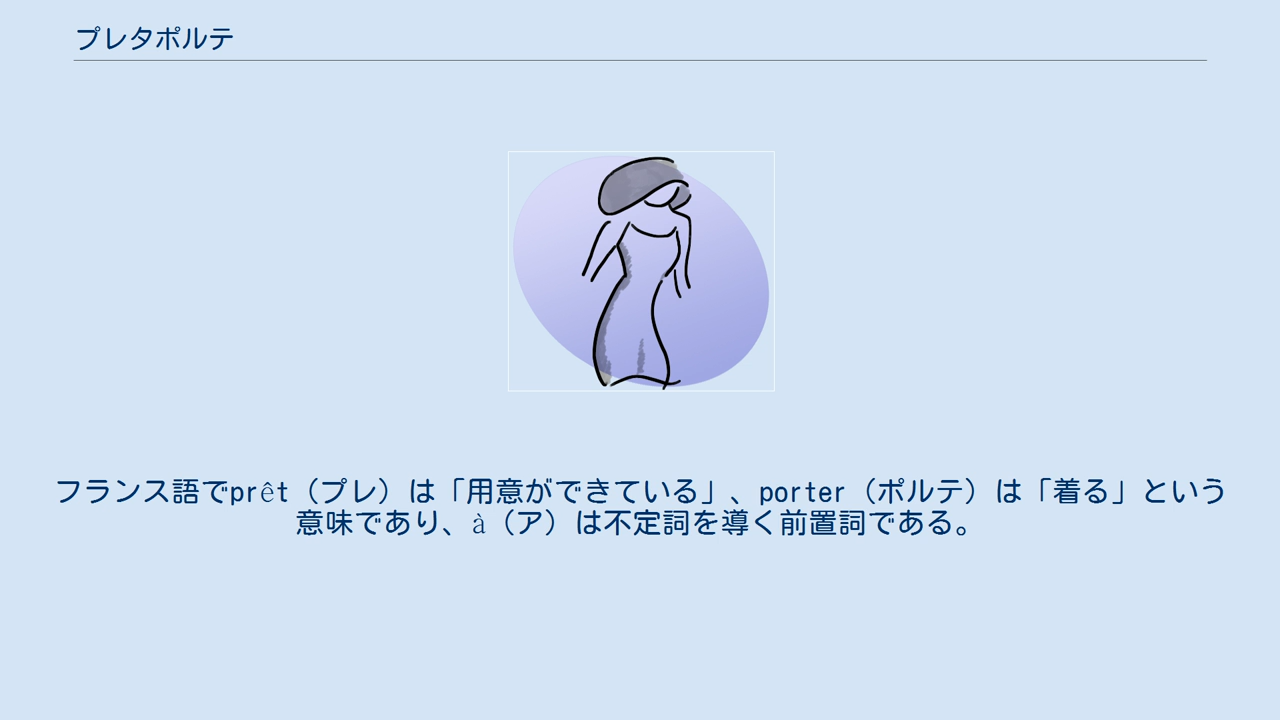 プレタポルテ
フランス語でprêt（プレ）は「用意ができている」、porter（ポルテ）は「着る」という
意味であり、à（ア）は不定詞を導く前置詞である。